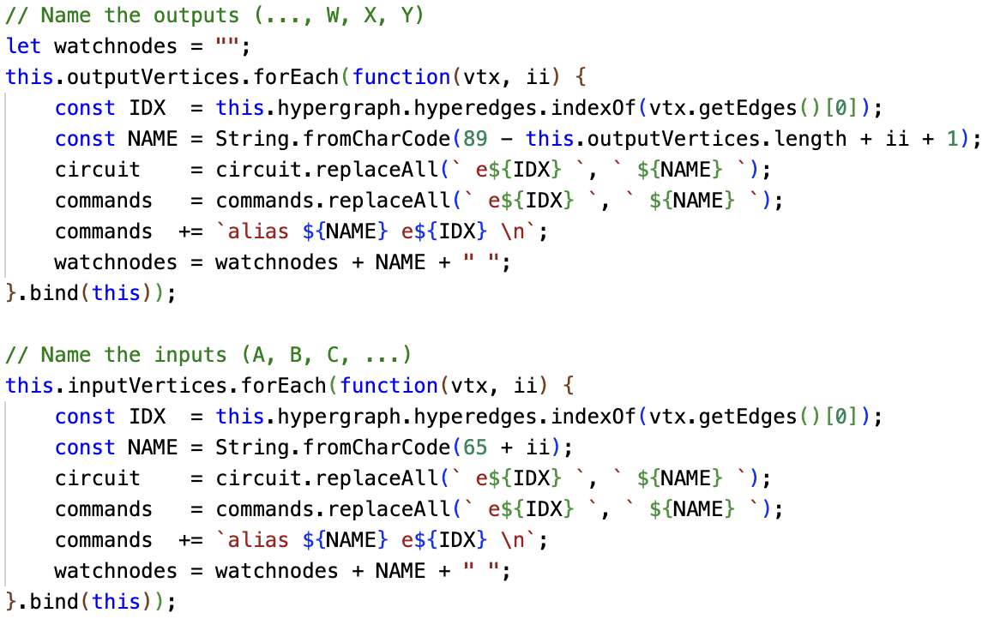 // Name the outputs (..., W, X, Y)
let watchnodes = "";
this.outputVertices.forEach(function(vtx, ii) {
    const IDX  = this.hypergraph.hyperedges.indexOf(vtx.getEdges()[0]);
    const NAME = String.fromCharCode(89 − this.outputVertices.length + ii + 1);
    circuit    = circuit.replaceAll(` e${IDX} `, ` ${NAME} `);
    commands   = commands.replaceAll(` e${IDX} `, ` ${NAME} `);
    commands  += `alias ${NAME} e${IDX} \n`;
    watchnodes = watchnodes + NAME + " ";
}.bind(this));

// Name the inputs (A, B, C, ...)
this.inputVertices.forEach(function(vtx, ii) {
    const IDX  = this.hypergraph.hyperedges.indexOf(vtx.getEdges()[0]);
    const NAME = String.fromCharCode(65 + ii);
    circuit    = circuit.replaceAll(` e${IDX} `, ` ${NAME} `);
    commands   = commands.replaceAll(` e${IDX} `, ` ${NAME} `);
    commands  += `alias ${NAME} e${IDX} \n`;
    watchnodes = watchnodes + NAME + " ";
}.bind(this));